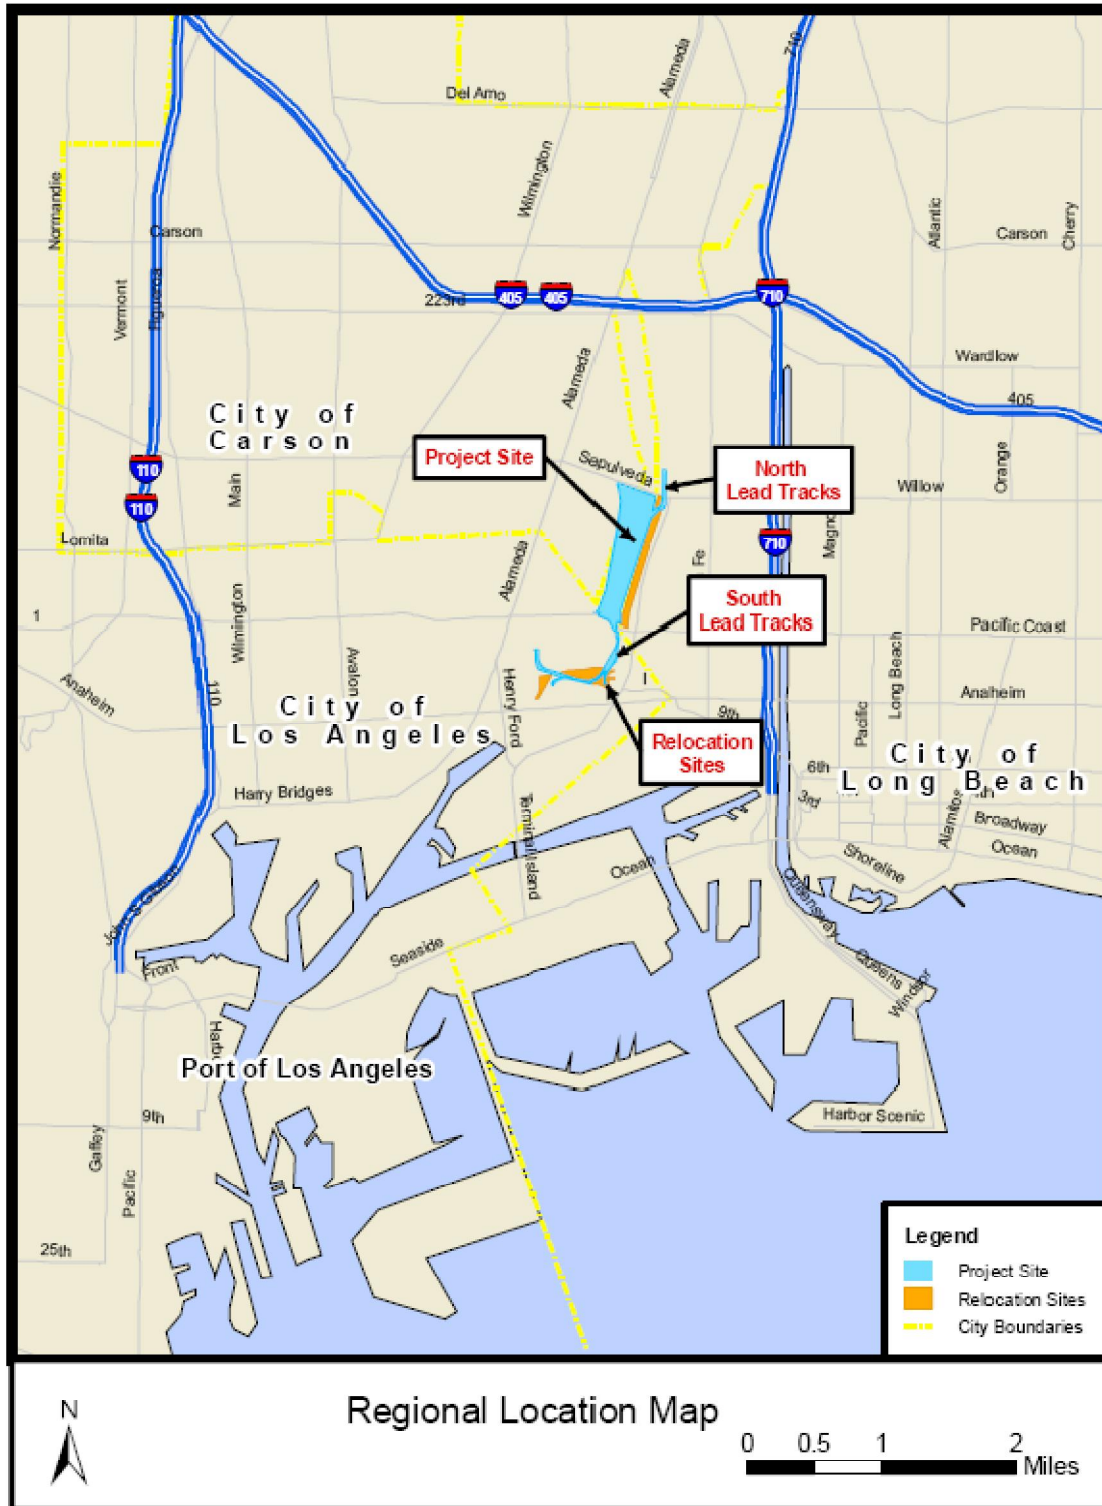 Del Amo
Alameda
710
Wilmington
Normandie
Carson
Atlantic
Carson
Cherry
Vermont
Figueroa
223rd
405
405
710
Wardlow
405
Alameda
City of
Carson
Project Site
Sepulveda
North
Lead Tracks
Willow
Orange
110
110
Main
Lomita
710
Alameda
Fe
South
Lead Tracks
1
Pacific Coast
Wilmington
Avalon
Anaheim
110
Henry Ford
I
Long Beach
Pacific
Anaheim
City of
Los Angeles
9th
Relocation
Sites
City of
Long Beach
6th
3rd
Harry Bridges
Terminal Island
Alamitos
Broadway
Ocean
Ocean
Shoreline
John S Gibson
Queensway
Seaside
Front
Queens
Windsor
Port of Los Angeles
9th
Harbor Scenic
Gaffey
Pacific
25th
Legend
Project Site
Relocation Sites
City Boundaries
N
Regional Location Map
0 0.5 1 2
Miles